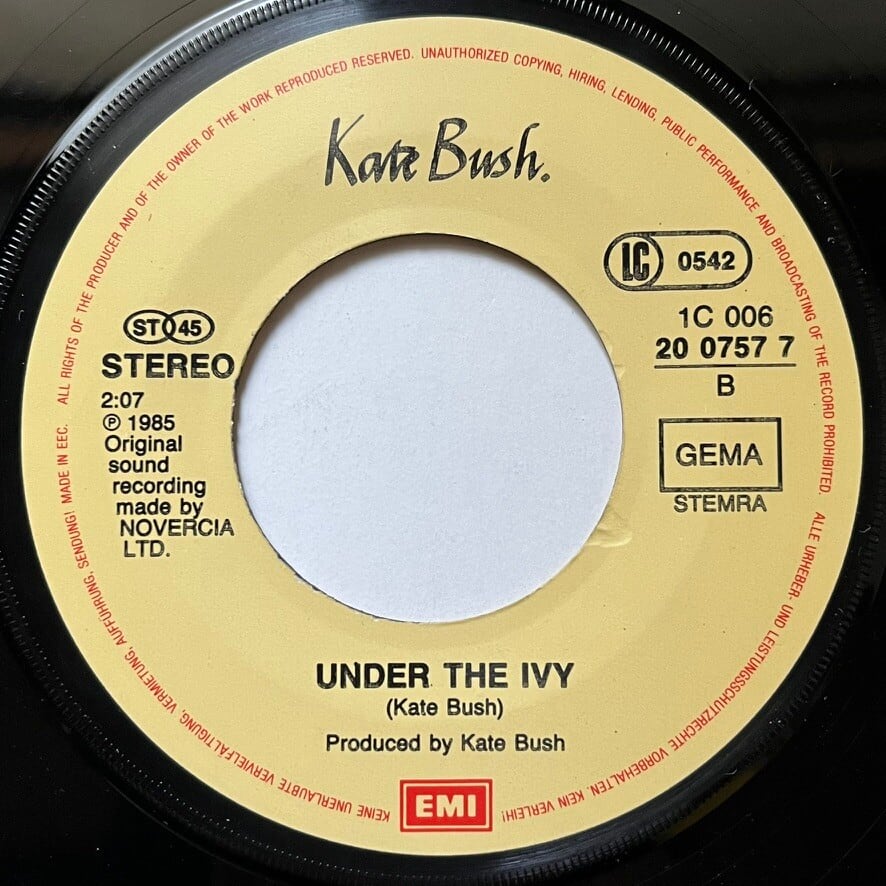 ALL RIGHTS OF THE PRODUCER AND OF THE OWNER OF THE WORK REPRODUCED RESERVED. UNAUTHORIZED COPYING, HIRING, LENDING, PUBLIC PERFORMANCE AND BROADCASTING OF THE RECORD PROHIBITED.
Kate Bush.
LC 0542
1C 006
20 0757 7
B
GEMA
STEMRA
ST 45
STEREO
2:07
℗ 1985
Original
sound
recording
made by
NOVERCIA
LTD.
UNDER THE IVY
(Kate Bush)
Produced by Kate Bush
EMI
ALLE URHEBER- UND LEISTUNGSSCHUTZRECHTE VORBEHALTEN. KEIN VERLEIH! KEINE UNERLAUBTE VERVIELFÄLTIGUNG, VERMIETUNG, AUFFÜHRUNG, SENDUNG! MADE IN EEC.